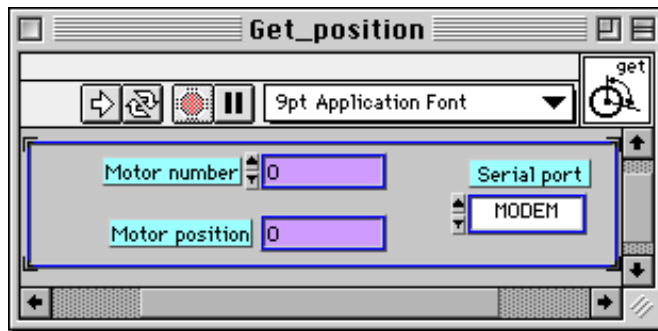 Get_position
get
9pt Application Font
Motor number 0
Serial port
MODEM
Motor position 0